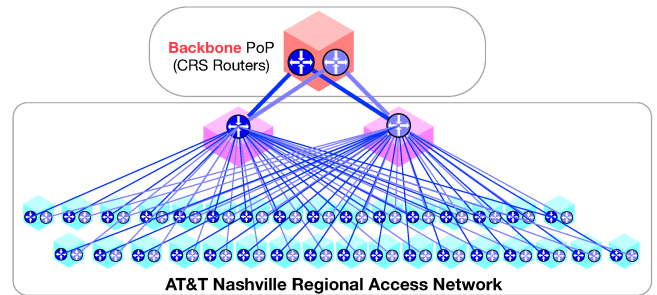 Backbone PoP
(CRS Routers)
AT&T Nashville Regional Access Network